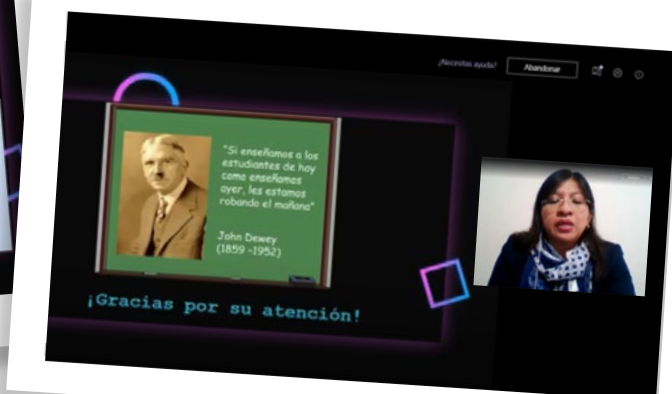 ¿Necesitas ayuda?
Abandonar
"Si enseñamos a los
estudiantes de hoy
como enseñamos
ayer, les estamos
robando el mañana"
John Dewey
(1859 -1952)
¡Gracias por su atención!